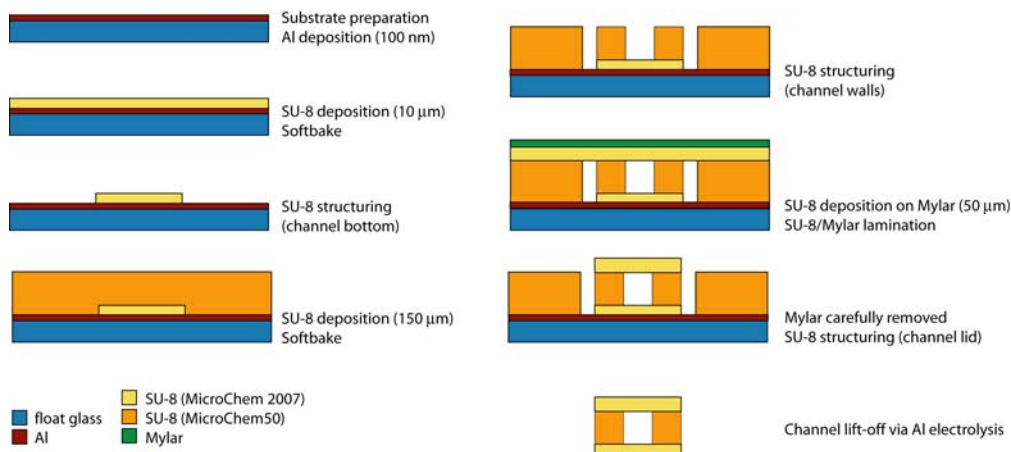 Substrate preparation
Al deposition (100 nm)
SU-8 deposition (10 μm)
Softbake
SU-8 structuring
(channel bottom)
SU-8 deposition (150 μm)
Softbake
float glass
Al
SU-8 (MicroChem 2007)
SU-8 (MicroChem50)
Mylar
SU-8 structuring
(channel walls)
SU-8 deposition on Mylar (50 μm)
SU-8/Mylar lamination
Mylar carefully removed
SU-8 structuring (channel lid)
Channel lift-off via Al electrolysis